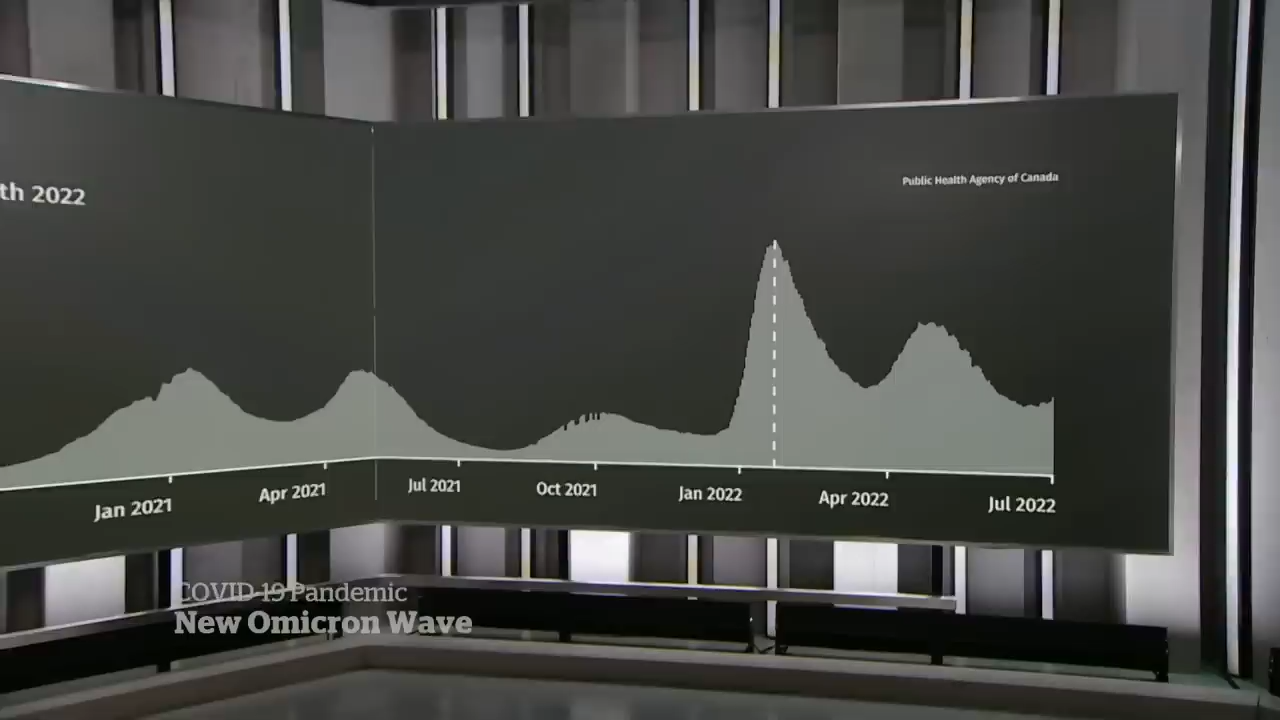 th 2022
Public Health Agency of Canada
Jan 2021
Apr 2021
Jul 2021
Oct 2021
Jan 2022
Apr 2022
Jul 2022
COVID-19 Pandemic
New Omicron Wave